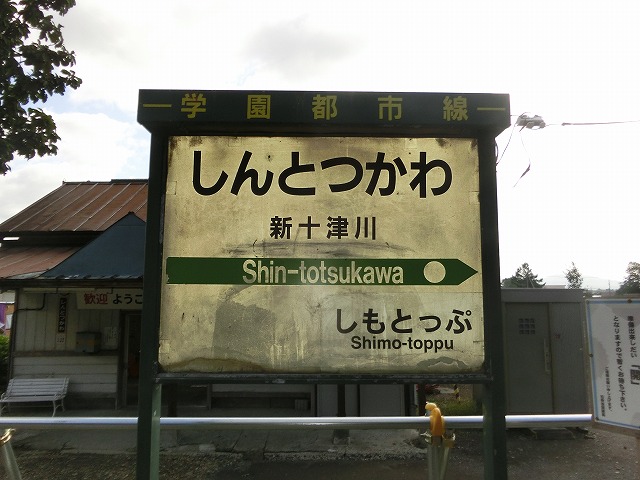 学園都市線
しんとつかわ
新十津川
Shin-totsukawa
しもとっぷ
Shimo-toppu
歓迎 ようこ